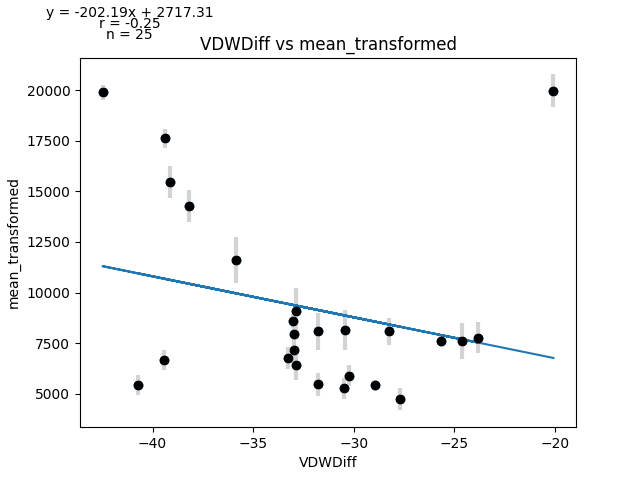 y = -202.19x + 2717.31
r = -0.25
n = 25
VDWDiff vs mean_transformed
20000
17500
15000
12500
10000
7500
5000
mean_transformed
−40
−35
−30
−25
−20
VDWDiff